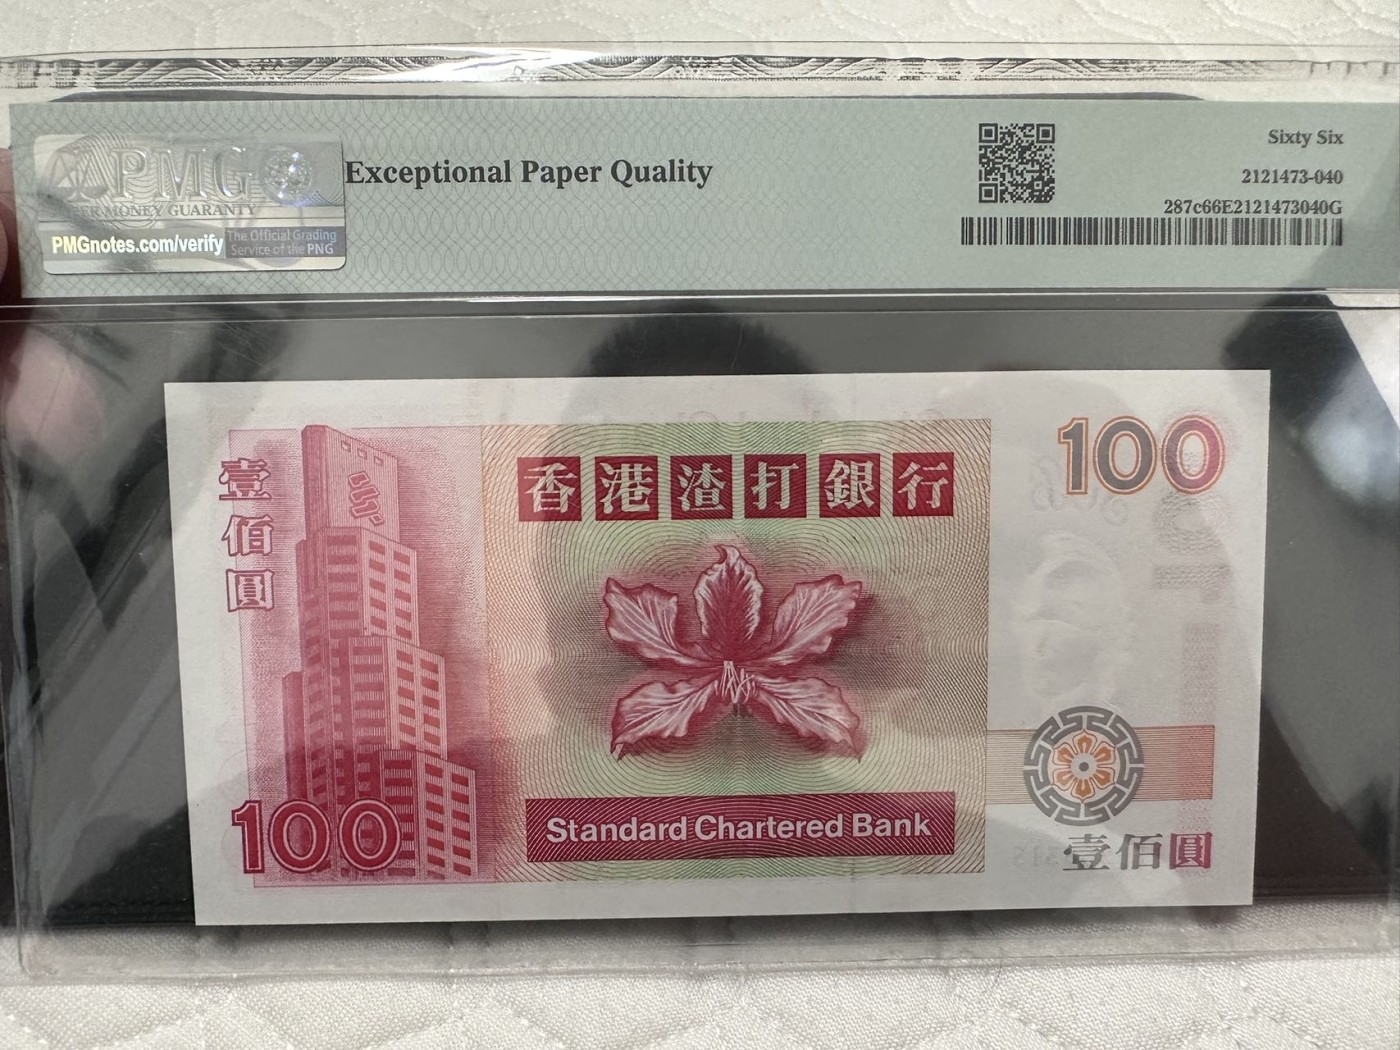 PMG
PAPER MONEY GUARANTY
PMGnotes.com/verify
The Official Grading
Service of the PNG
Exceptional Paper Quality
Sixty Six
2121473-040
287c66E2121473040G
壹佰圓
香港渣打銀行
100
Standard Chartered Bank
100
壹佰圓